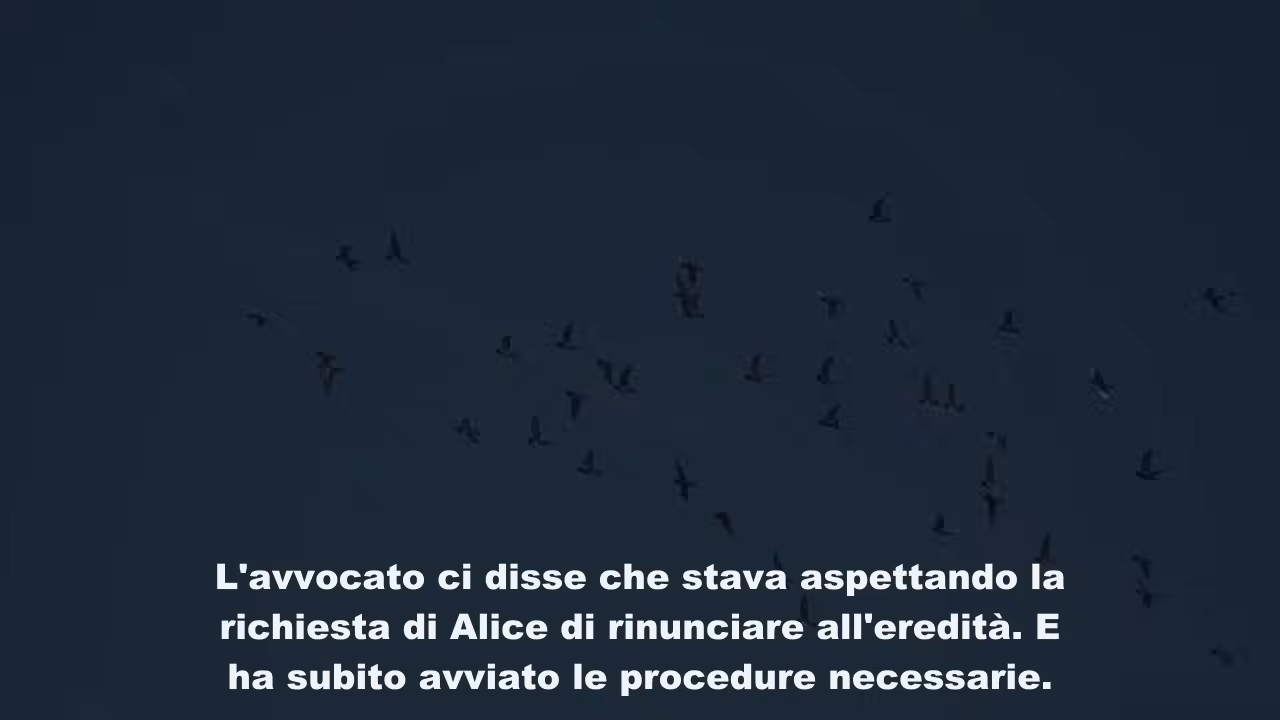 L'avvocato ci disse che stava aspettando la
richiesta di Alice di rinunciare all'eredità. E
ha subito avviato le procedure necessarie.